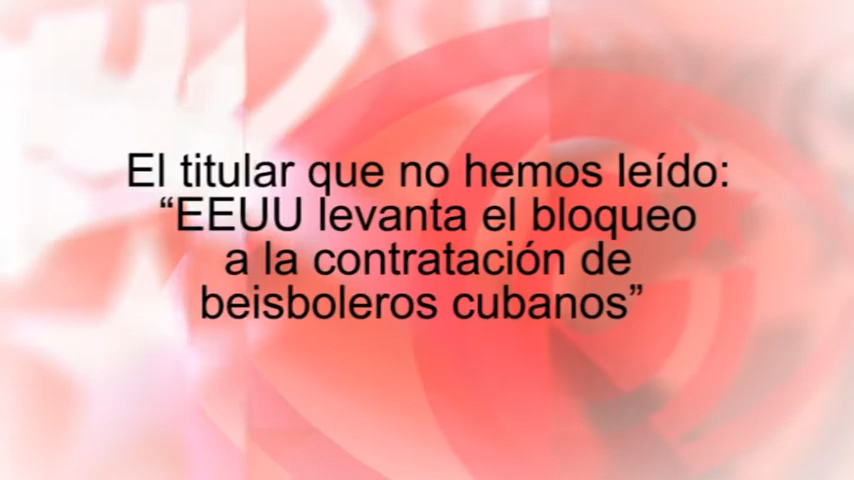 El titular que no hemos leído:
“EEUU levanta el bloqueo
a la contratación de
beisboleros cubanos”